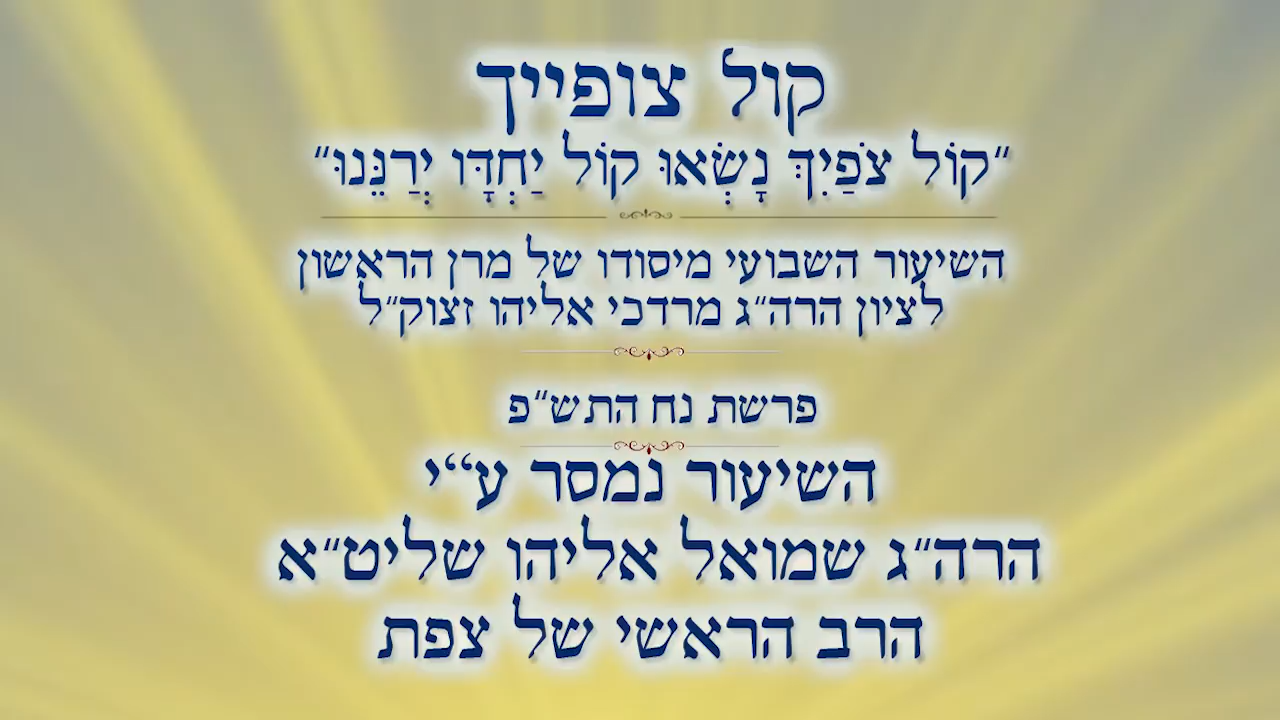 קול צופייך
"קוֹל צֹפַיִךְ נָשְׂאוּ קוֹל יַחְדָּו יְרַנֵּנוּ"
השיעור השבועי מיסודו של מרן הראשון
לציון הרה"ג מרדכי אליהו זצוק"ל
פרשת נח התש"פ
השיעור נמסר ע"י
הרה"ג שמואל אליהו שליט"א
הרב הראשי של צפת